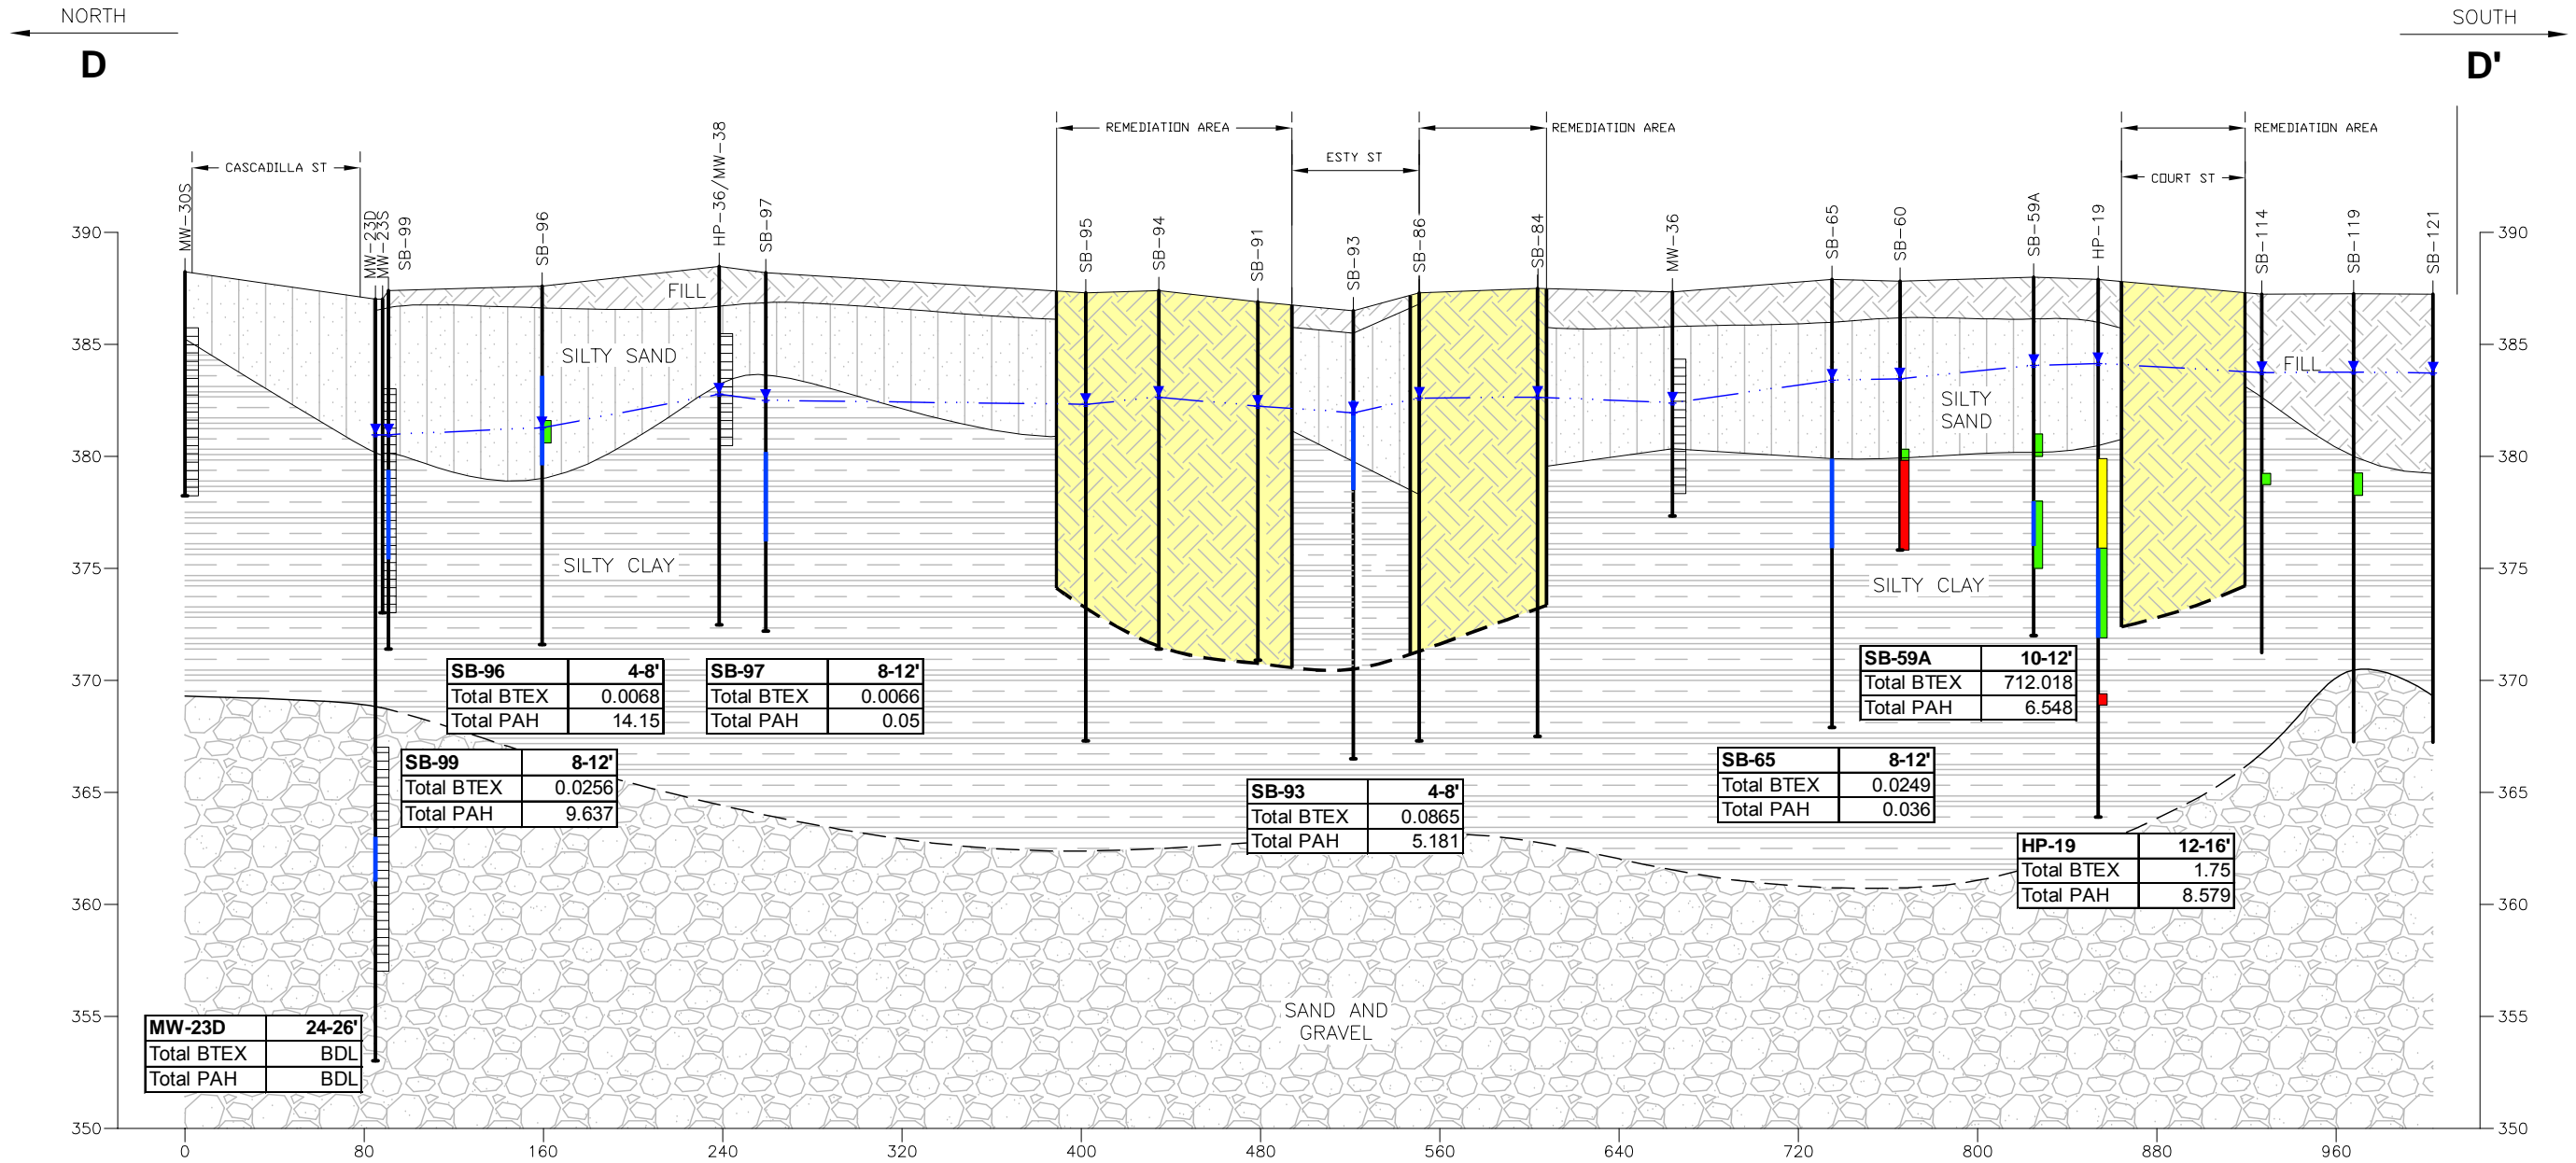 NORTH
SOUTH
D
D'
REMEDIATION AREA
REMEDIATION AREA
REMEDIATION AREA
CASCADILLA ST
ESTY ST
COURT ST
MW-30S
MW-23D
MW-23S
SB-99
SB-96
HP-36/MW-38
SB-97
SB-95
SB-94
SB-91
SB-93
SB-86
SB-84
MW-36
SB-65
SB-60
SB-59A
HP-19
SB-114
SB-119
SB-121
390
385
380
375
370
365
360
355
350
390
385
380
375
370
365
360
355
350
FILL
SILTY SAND
SILTY CLAY
FILL
SILTY
SAND
SILTY CLAY
SAND AND
GRAVEL
SB-96 4-8'
Total BTEX 0.0068
Total PAH 14.15
SB-97 8-12'
Total BTEX 0.0066
Total PAH 0.05
SB-59A 10-12'
Total BTEX 712.018
Total PAH 6.548
SB-99 8-12'
Total BTEX 0.0256
Total PAH 9.637
SB-93 4-8'
Total BTEX 0.0865
Total PAH 5.181
SB-65 8-12'
Total BTEX 0.0249
Total PAH 0.036
HP-19 12-16'
Total BTEX 1.75
Total PAH 8.579
MW-23D 24-26'
Total BTEX BDL
Total PAH BDL
0 80 160 240 320 400 480 560 640 720 800 880 960